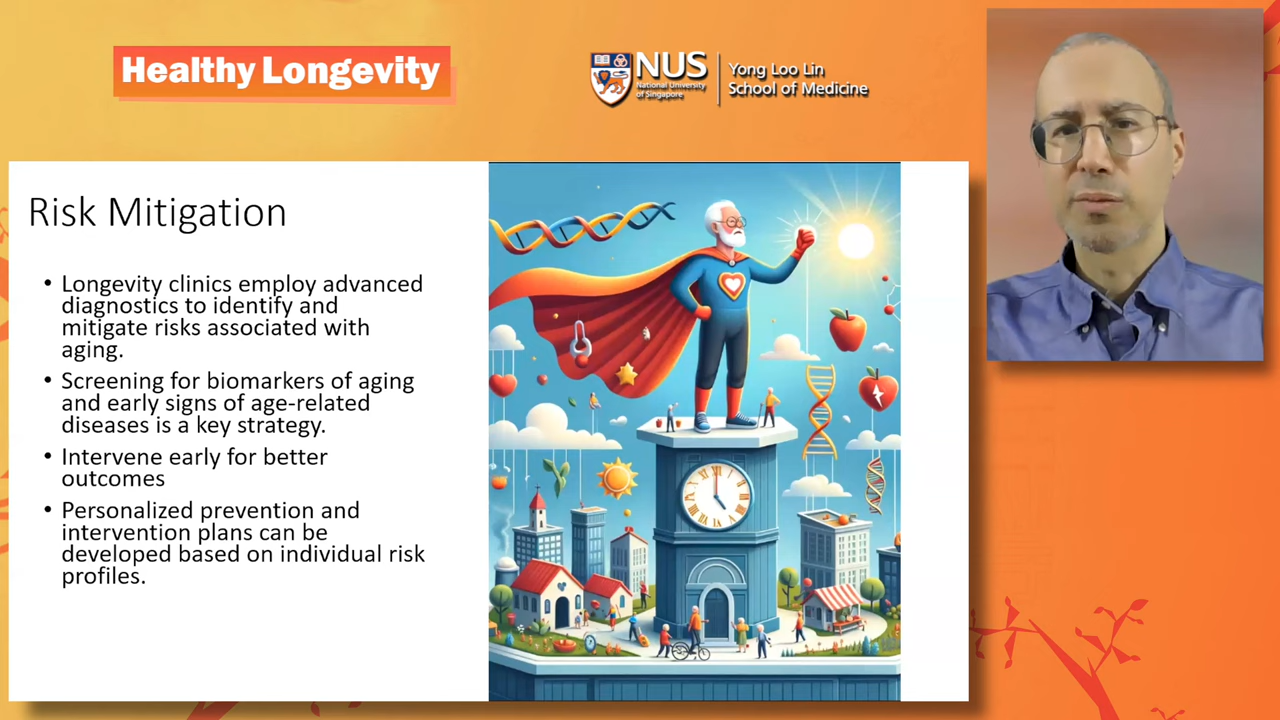 Healthy Longevity
NUS
National University
of Singapore
Yong Loo Lin
School of Medicine
Risk Mitigation
• Longevity clinics employ advanced
diagnostics to identify and
mitigate risks associated with
aging.
• Screening for biomarkers of aging
and early signs of age-related
diseases is a key strategy.
• Intervene early for better
outcomes
• Personalized prevention and
intervention plans can be
developed based on individual risk
profiles.